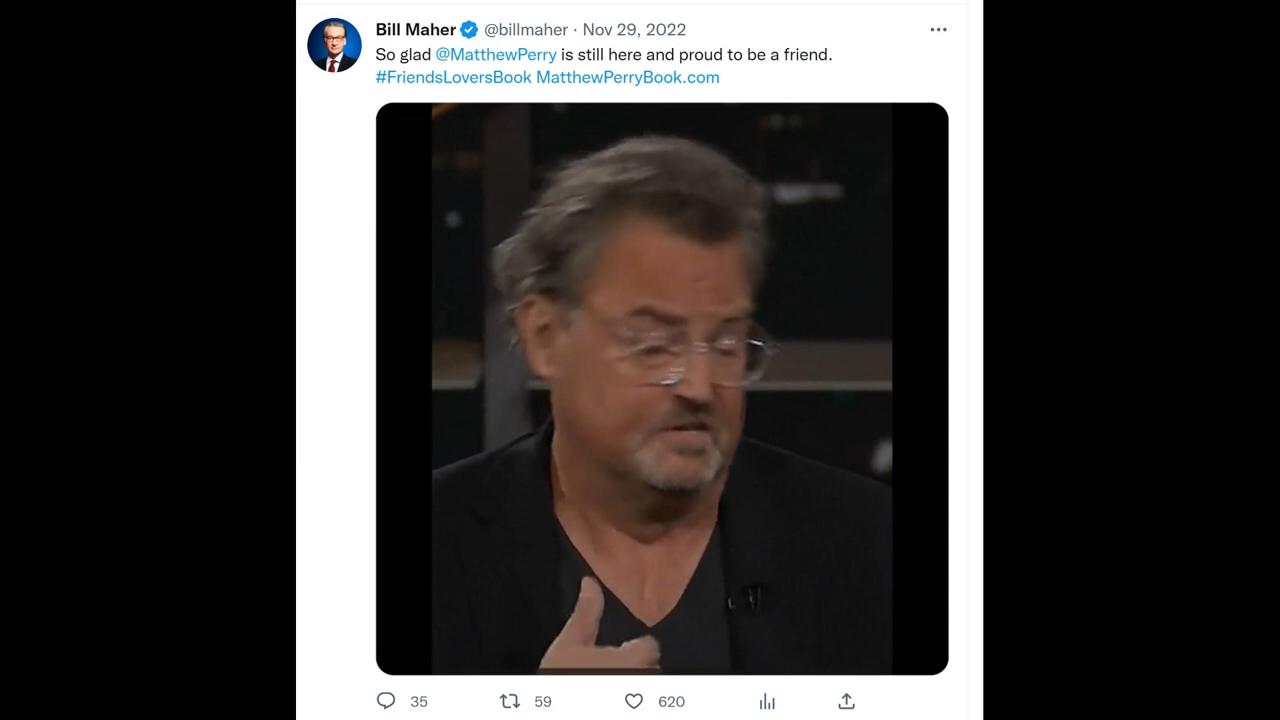 Bill Maher @billmaher · Nov 29, 2022
So glad @MatthewPerry is still here and proud to be a friend.
#FriendsLoversBook MatthewPerryBook.com
35 59 620